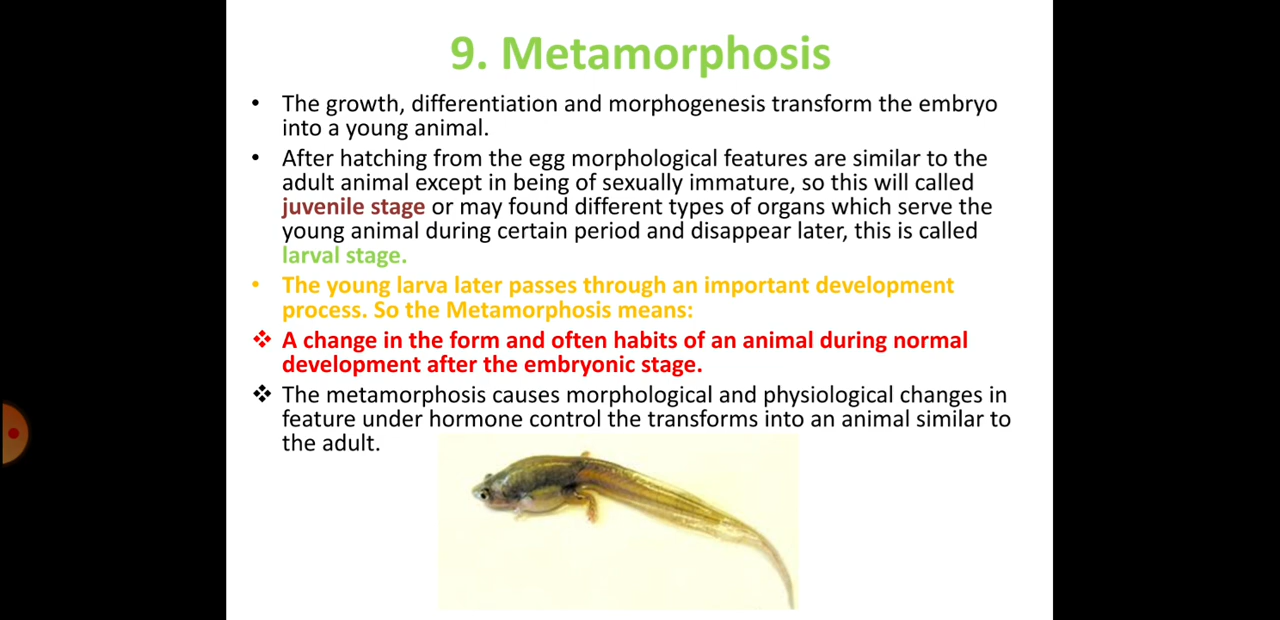 9. Metamorphosis
• The growth, differentiation and morphogenesis transform the embryo
into a young animal.
• After hatching from the egg morphological features are similar to the
adult animal except in being of sexually immature, so this will called
juvenile stage or may found different types of organs which serve the
young animal during certain period and disappear later, this is called
larval stage.
• The young larva later passes through an important development
process. So the Metamorphosis means:
❖ A change in the form and often habits of an animal during normal
development after the embryonic stage.
❖ The metamorphosis causes morphological and physiological changes in
feature under hormone control the transforms into an animal similar to
the adult.